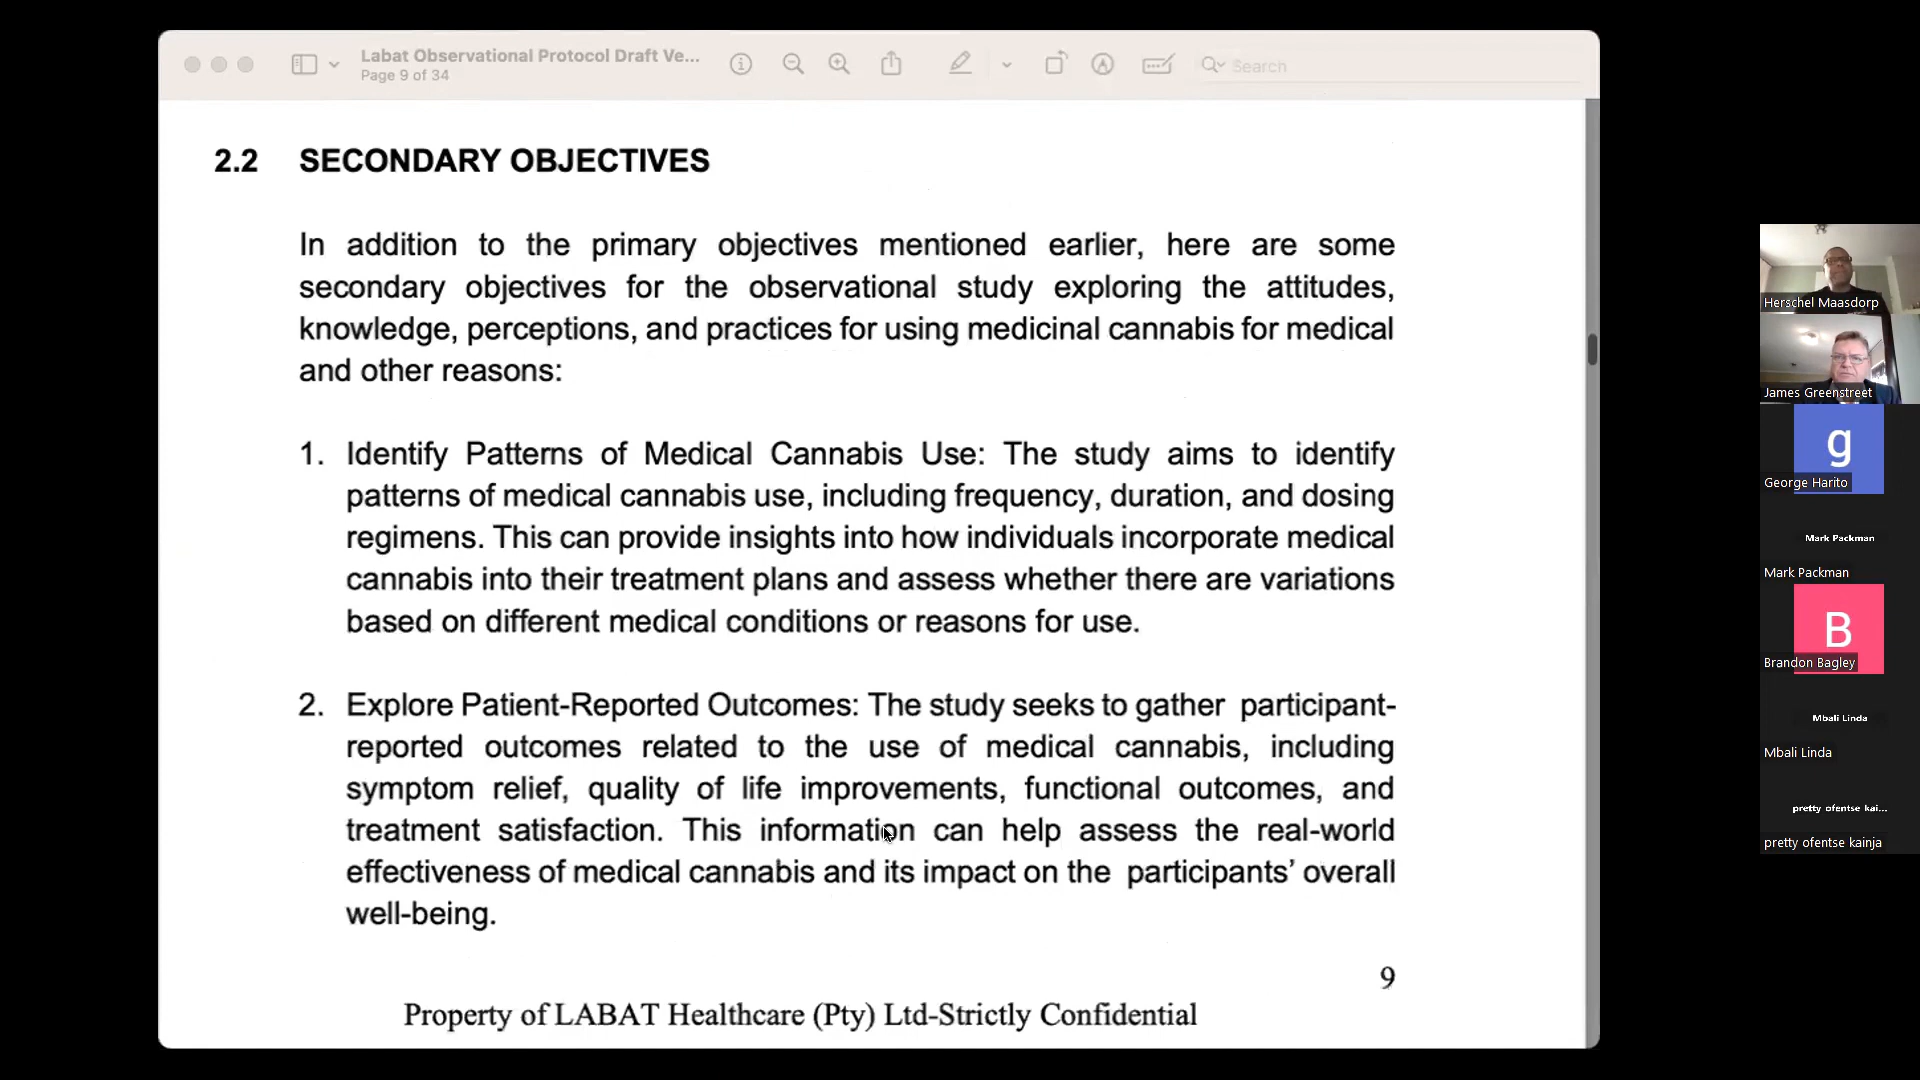 Labat Observational Protocol Draft Ve...
Page 9 of 34
Search
2.2 SECONDARY OBJECTIVES
In addition to the primary objectives mentioned earlier, here are some
secondary objectives for the observational study exploring the attitudes,
knowledge, perceptions, and practices for using medicinal cannabis for medical
and other reasons:
1. Identify Patterns of Medical Cannabis Use: The study aims to identify
patterns of medical cannabis use, including frequency, duration, and dosing
regimens. This can provide insights into how individuals incorporate medical
cannabis into their treatment plans and assess whether there are variations
based on different medical conditions or reasons for use.
2. Explore Patient-Reported Outcomes: The study seeks to gather participant-
reported outcomes related to the use of medical cannabis, including
symptom relief, quality of life improvements, functional outcomes, and
treatment satisfaction. This information can help assess the real-world
effectiveness of medical cannabis and its impact on the participants’ overall
well-being.
9
Property of LABAT Healthcare (Pty) Ltd-Strictly Confidential
Herschel Maasdorp
James Greenstreet
g
George Harito
Mark Packman
Mark Packman
B
Brandon Bagley
Mbali Linda
Mbali Linda
pretty ofentse kai...
pretty ofentse kainja